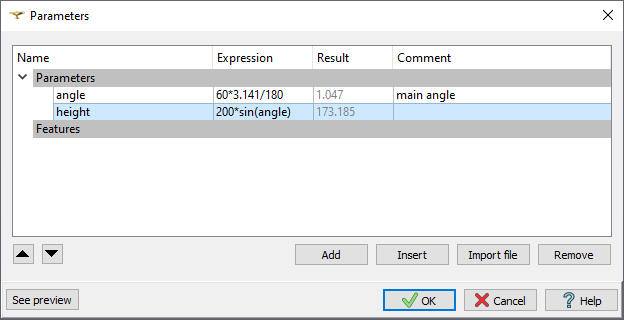 Parameters
Name Expression Result Comment
Parameters
angle 60*3.141/180 1.047 main angle
height 200*sin(angle) 173.185
Features
Add Insert Import file Remove
See preview OK Cancel Help